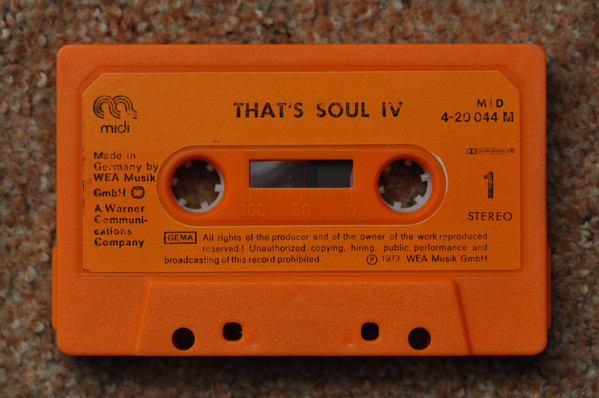 midi
THAT'S SOUL IV
MID
4-20 044 M
Made in
Germany by
WEA Musik
GmbH
A Warner
Communi-
cations
Company
100 50 0
1
STEREO
GEMA All rights of the producer and of the owner of the work reproduced
reserved! Unauthorized copying, hiring, public performance and
broadcasting of this record prohibited. Ⓟ 1973 WEA Musik GmbH